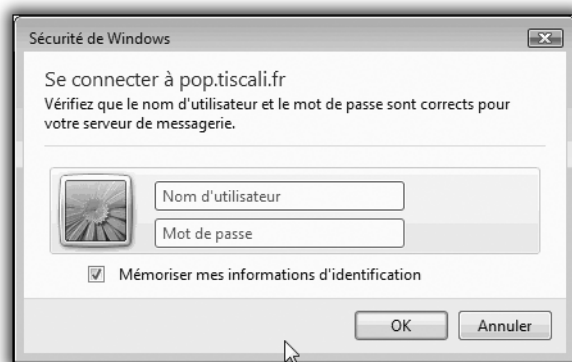 Sécurité de Windows
Se connecter à pop.tiscali.fr
Vérifiez que le nom d'utilisateur et le mot de passe sont corrects pour
votre serveur de messagerie.
Nom d'utilisateur
Mot de passe
Mémoriser mes informations d'identification
OK
Annuler